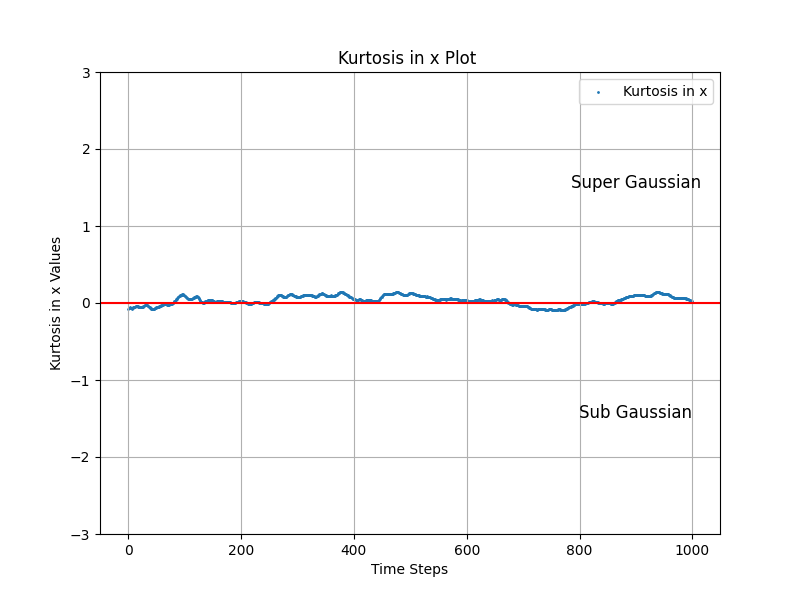 Kurtosis in x Plot
Kurtosis in x
Super Gaussian
Sub Gaussian
Kurtosis in x Values
3
2
1
0
−1
−2
−3
0 200 400 600 800 1000
Time Steps